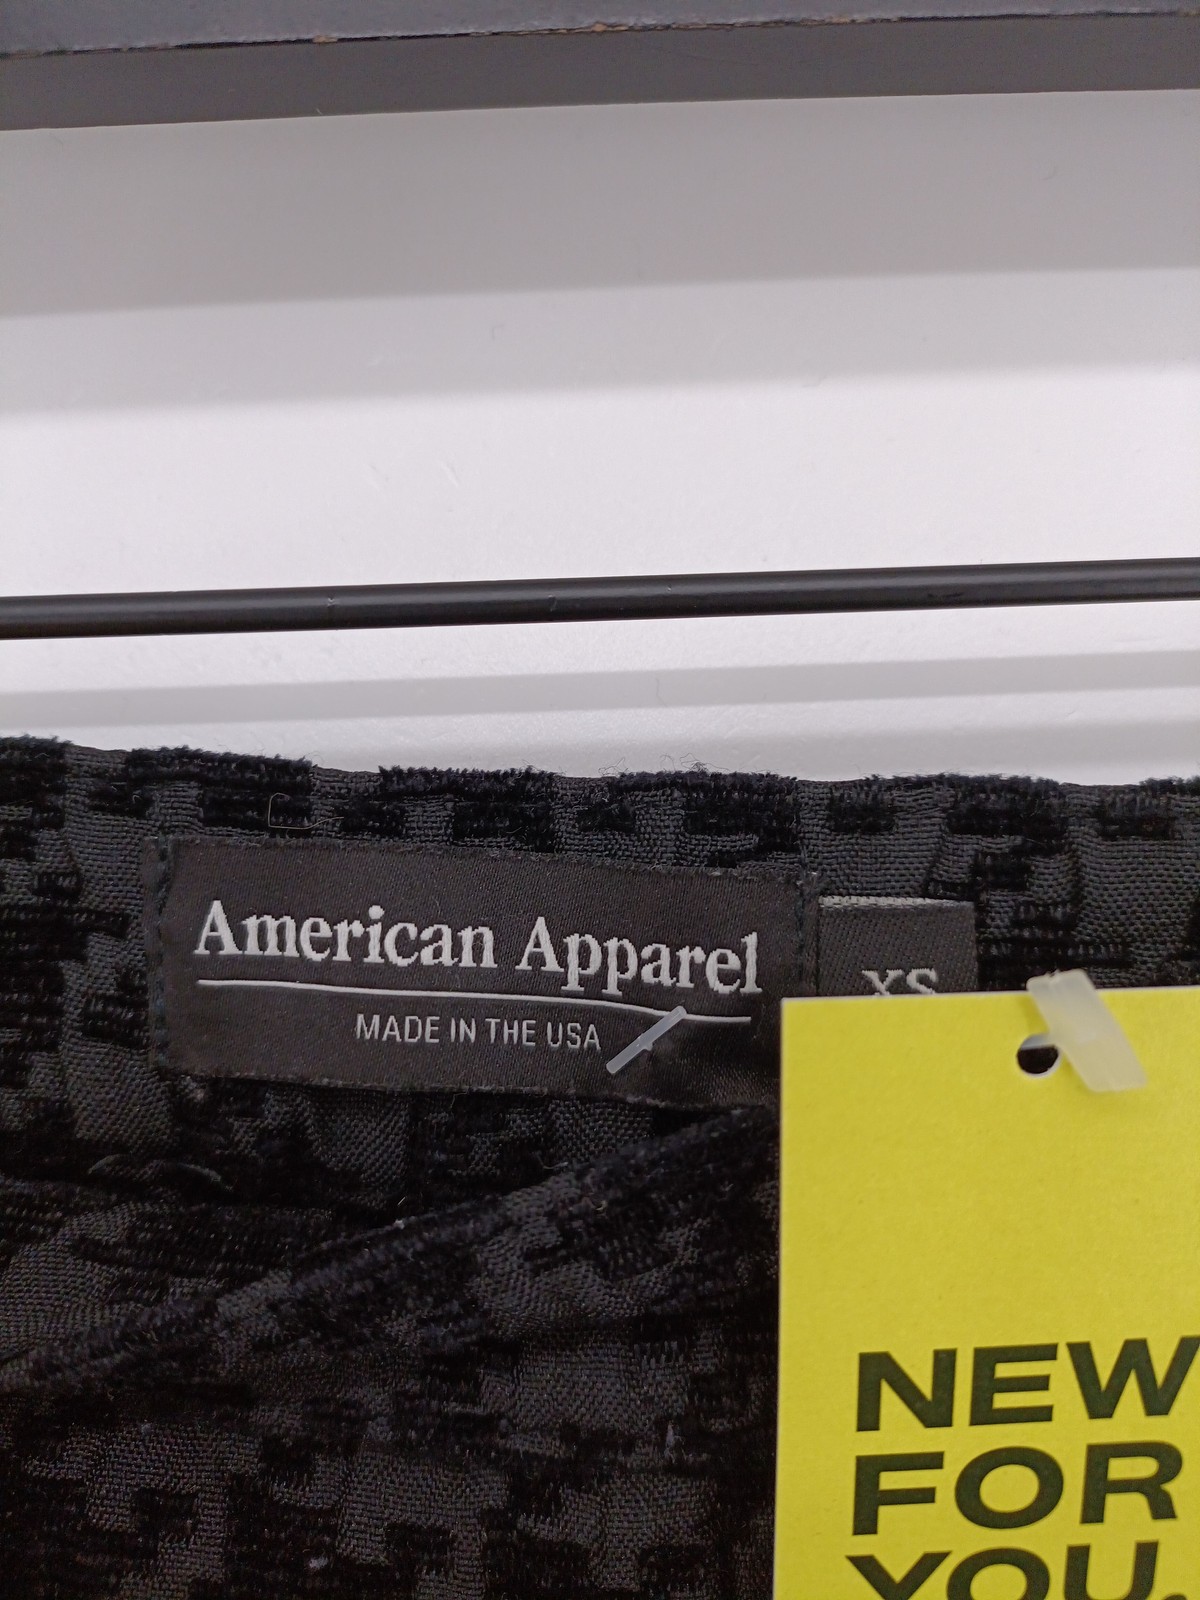 American Apparel
MADE IN THE USA
XS
NEW
FOR
YOU.